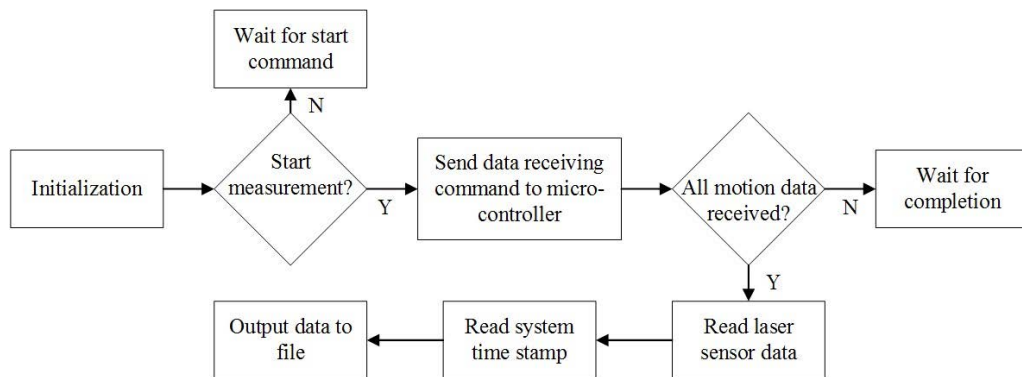 Wait for start
command
N
Initialization
Start
measurement?
Y
Send data receiving
command to micro-
controller
All motion data
received?
N
Wait for
completion
Y
Output data to
file
Read system
time stamp
Read laser
sensor data